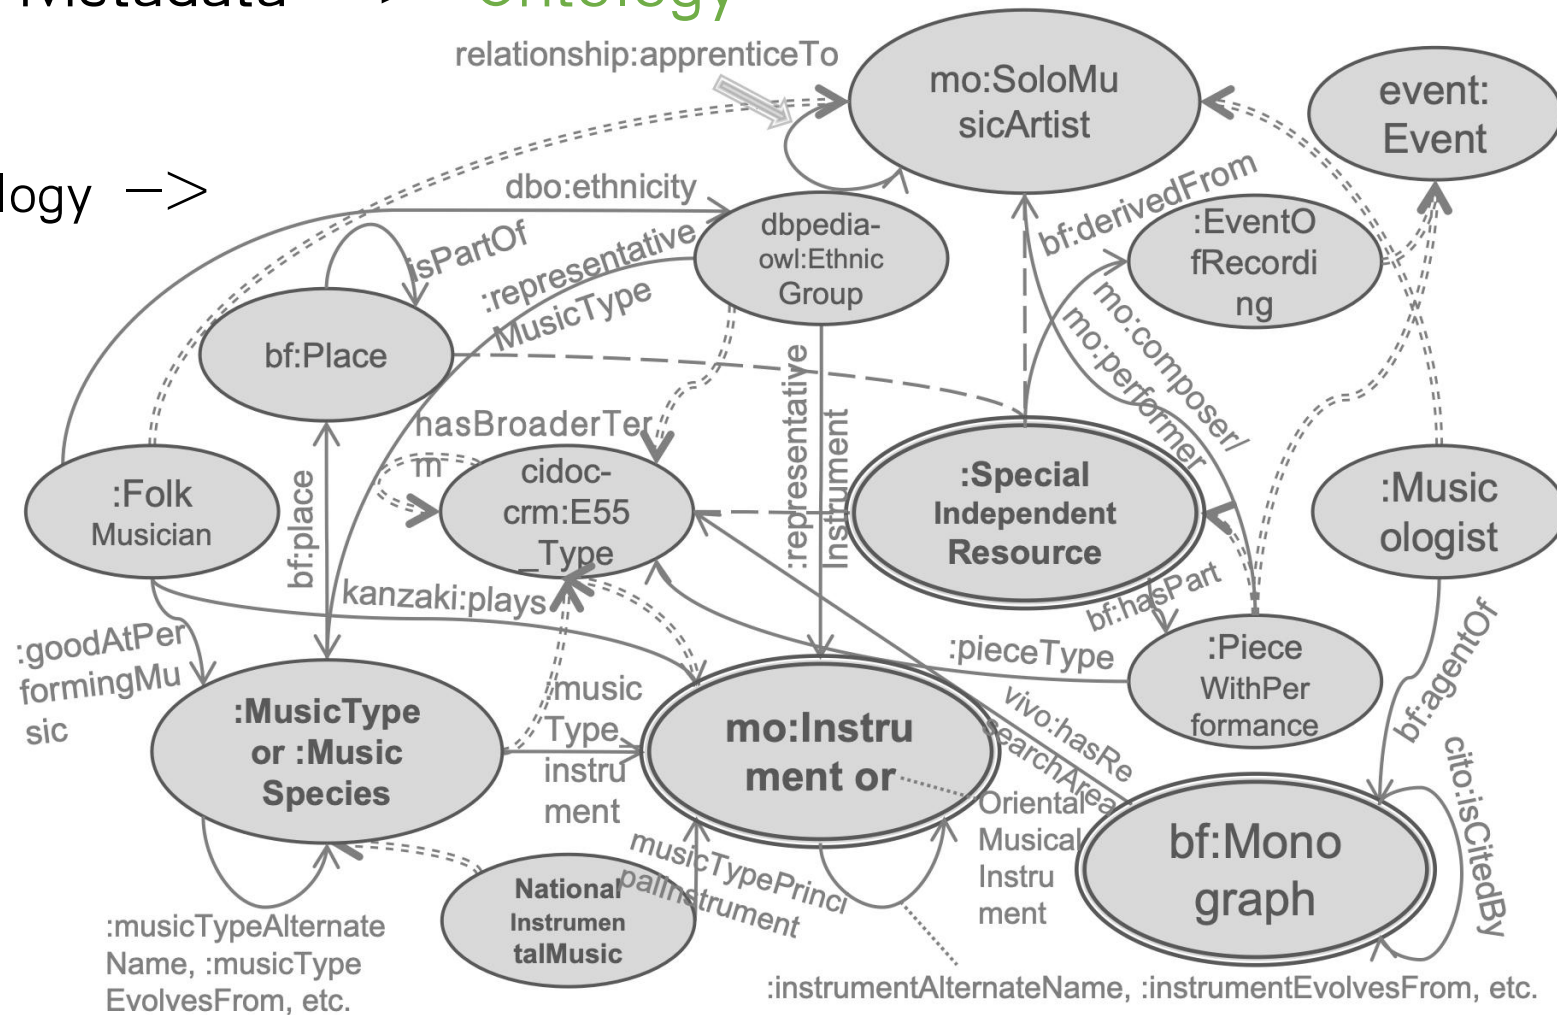 Metadata –> Ontology
relationship:apprenticeTo
mo:SoloMu
sicArtist
event:
Event
logy –>
dbo:ethnicity
bf:derivedFrom
dbpedia-
owl:Ethnic
Group
:EventO
fRecordi
ng
isPartOf
:representative
MusicType
bf:Place
mo:composer/
mo:performer
:representative
Instrument
hasBroaderTer
m
cidoc-
crm:E55
_Type
:Folk
Musician
bf:place
:Special
Independent
Resource
:Music
ologist
kanzaki:plays
bf:hasPart
:goodAtPer
formingMu
sic
:pieceType
:Piece
WithPer
formance
bf:agentOf
:MusicType
or :Music
Species
:music
Type
instru
ment
mo:Instru
ment or
vivo:hasRe
searchArea
Oriental
Musical
Instru
ment
cito:isCitedBy
bf:Mono
graph
musicTypePrinci
palInstrument
National
Instrumen
talMusic
:musicTypeAlternate
Name, :musicType
EvolvesFrom, etc.
:instrumentAlternateName, :instrumentEvolvesFrom, etc.